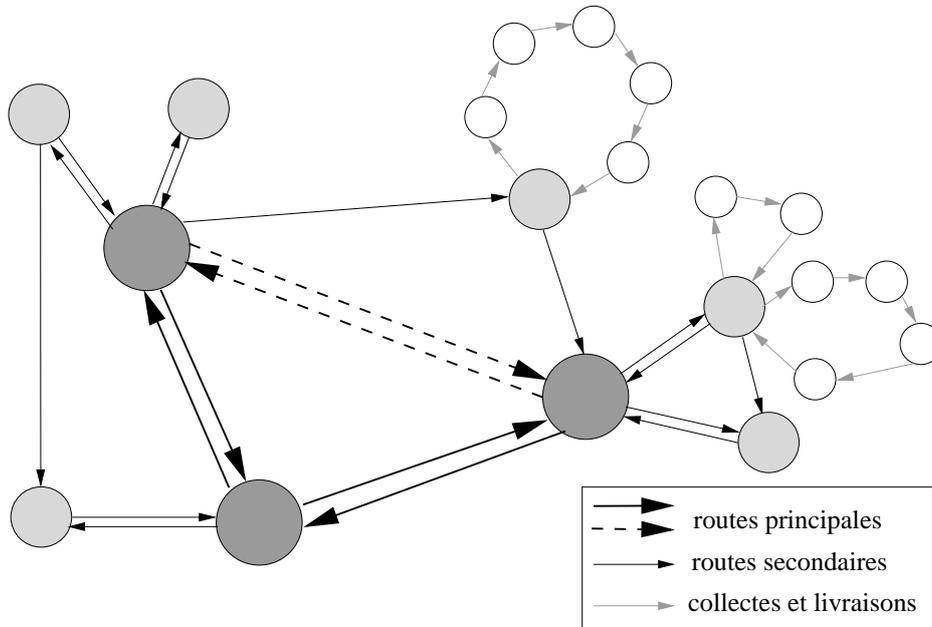 routes principales
routes secondaires
collectes et livraisons